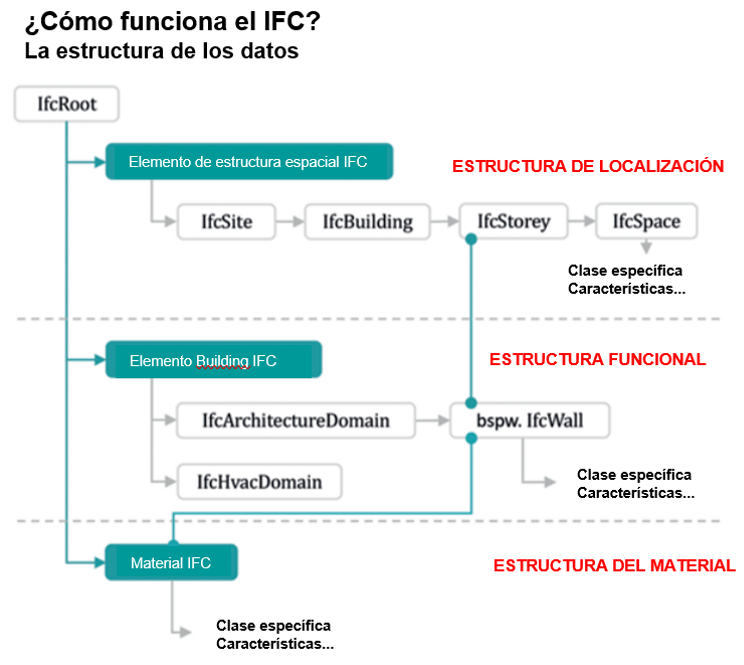 ¿Cómo funciona el IFC?
La estructura de los datos
IfcRoot
Elemento de estructura espacial IFC
ESTRUCTURA DE LOCALIZACIÓN
IfcSite
IfcBuilding
IfcStorey
IfcSpace
Clase específica
Características...
Elemento Building IFC
ESTRUCTURA FUNCIONAL
IfcArchitectureDomain
bspw. IfcWall
IfcHvacDomain
Clase específica
Características...
Material IFC
ESTRUCTURA DEL MATERIAL
Clase específica
Características...